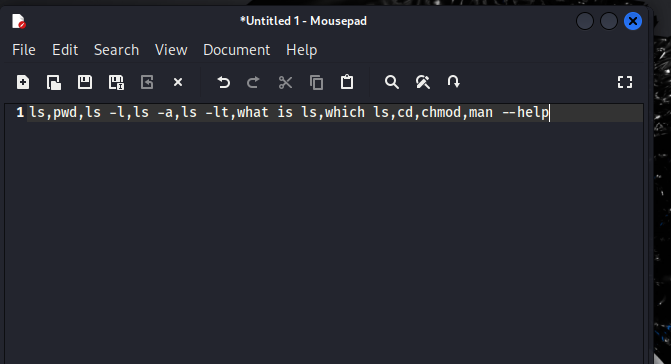 *Untitled 1 - Mousepad
File Edit Search View Document Help
1 ls,pwd,ls -l,ls -a,ls -lt,what is ls,which ls,cd,chmod,man --help